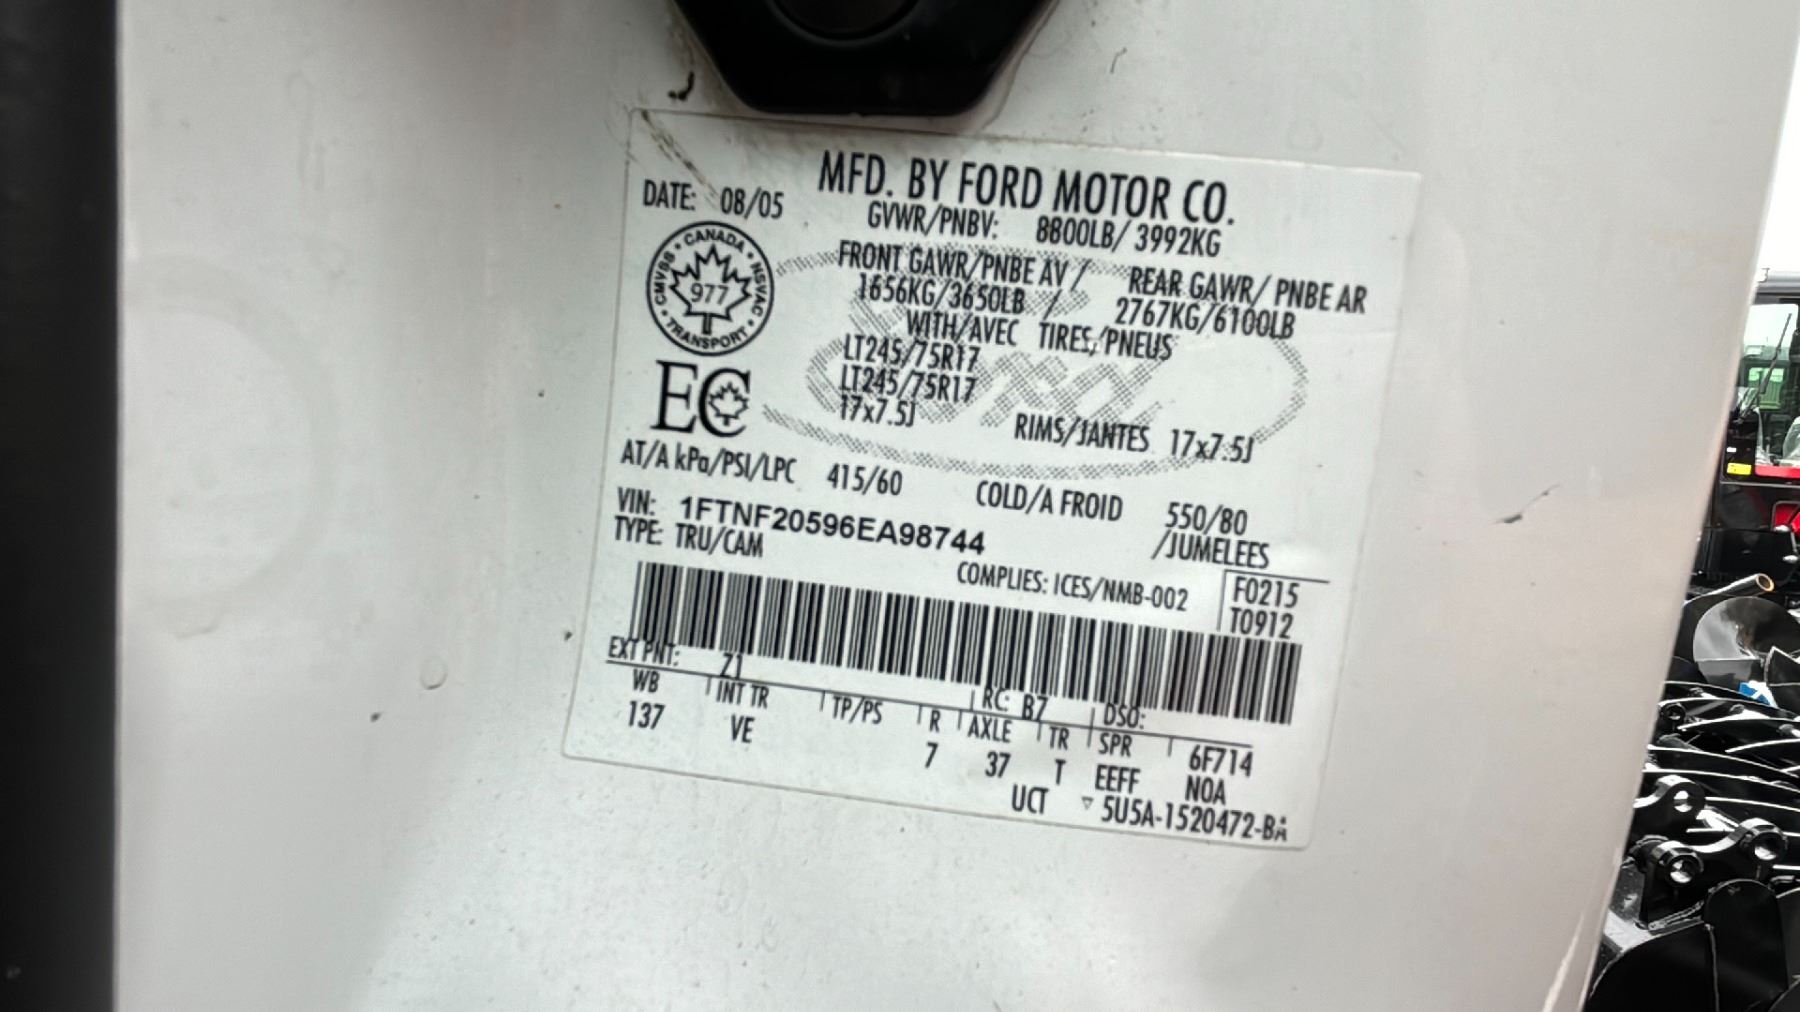 MFD. BY FORD MOTOR CO.
DATE: 08/05
GVWR/PNBV: 8800LB/ 3992KG
FRONT GAWR/PNBE AV / REAR GAWR/ PNBE AR
1656KG/3650LB / 2767KG/6100LB
WITH/AVEC TIRES/PNEUS
LT245/75R17
LT245/75R17
17x7.5J
RIMS/JANTES 17x7.5J
CANADA
CMVSS NSVAC
977
TRANSPORT
EC
Ford
AT/A kPa/PSI/LPC 415/60 COLD/A FROID 550/80
VIN: 1FTNF20596EA98744 /JUMELEES
TYPE: TRU/CAM
COMPLIES: ICES/NMB-002
F0215
T0912
EXT PNT: Z1 RC: B7 DSO:
WB INT TR TP/PS R AXLE TR SPR 6F714
137 VE 7 37 T EEFF NOA
UCT ▽ 5U5A-1520472-BA